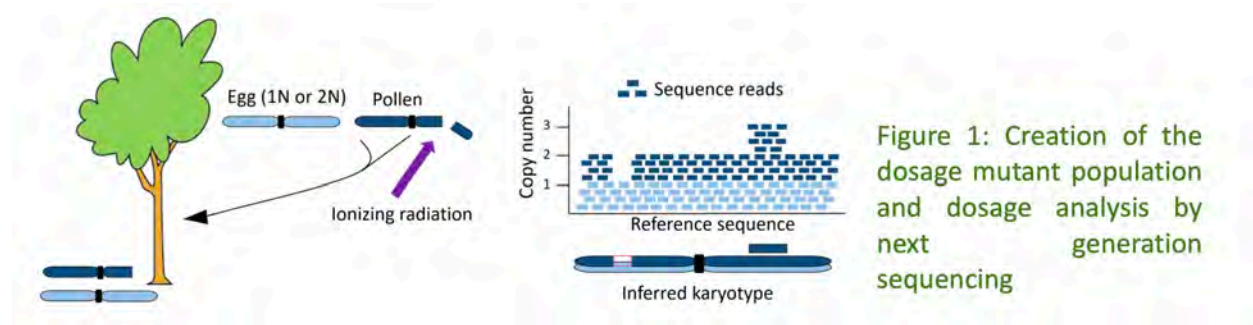 Egg (1N or 2N)
Pollen
Ionizing radiation
Sequence reads
Copy number
3
2
1
Reference sequence
Inferred karyotype
Figure 1: Creation of the
dosage mutant population
and dosage analysis by
next generation
sequencing